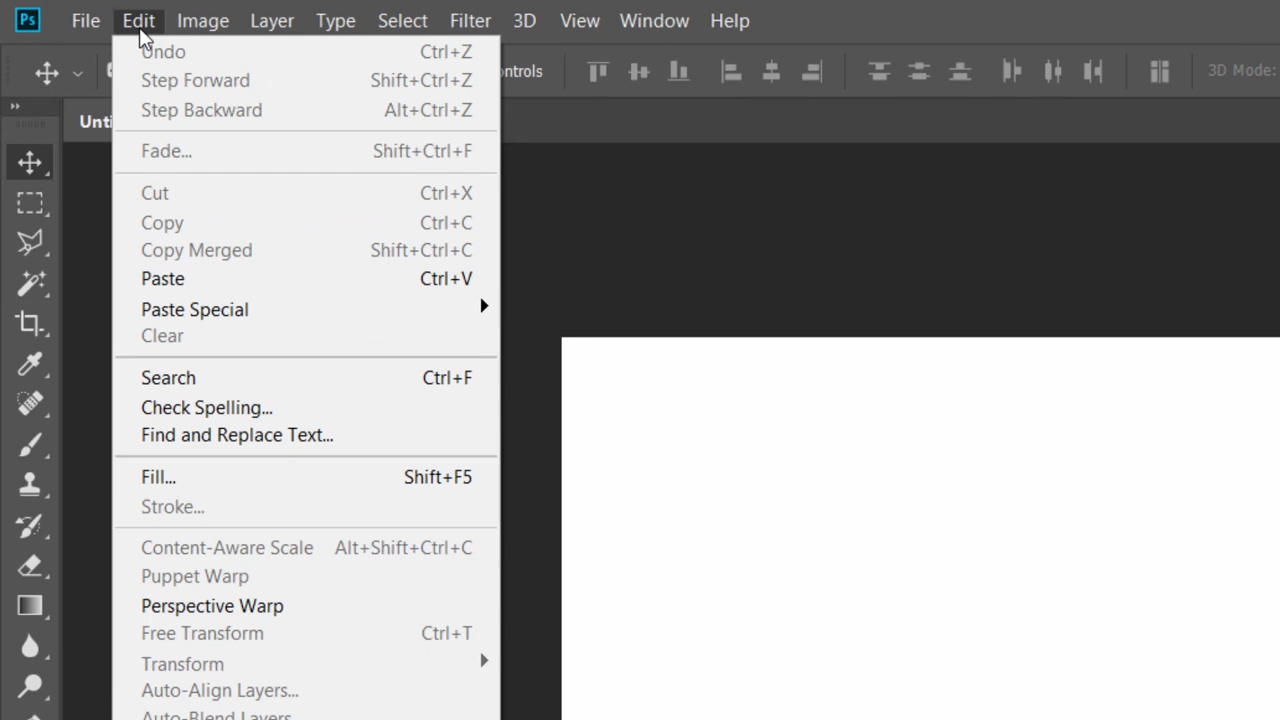 Ps File Edit Image Layer Type Select Filter 3D View Window Help
ontrols 3D Mode:
Unti
Undo Ctrl+Z
Step Forward Shift+Ctrl+Z
Step Backward Alt+Ctrl+Z
Fade... Shift+Ctrl+F
Cut Ctrl+X
Copy Ctrl+C
Copy Merged Shift+Ctrl+C
Paste Ctrl+V
Paste Special
Clear
Search Ctrl+F
Check Spelling...
Find and Replace Text...
Fill... Shift+F5
Stroke...
Content-Aware Scale Alt+Shift+Ctrl+C
Puppet Warp
Perspective Warp
Free Transform Ctrl+T
Transform
Auto-Align Layers...
Auto-Blend Layers